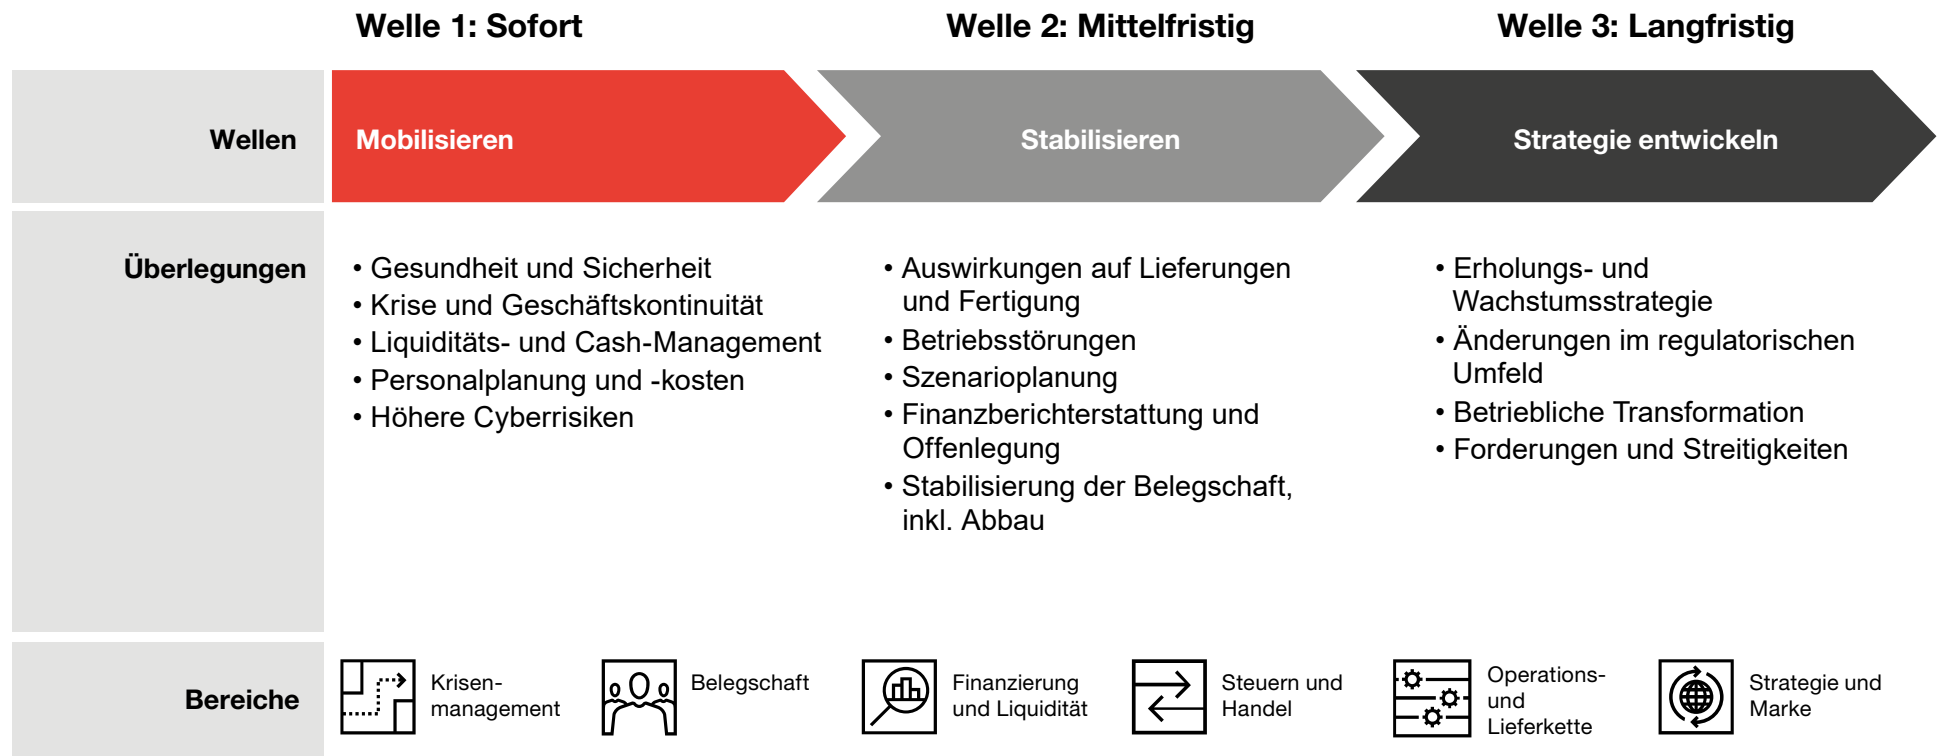 Welle 1: Sofort
Welle 2: Mittelfristig
Welle 3: Langfristig
Wellen
Mobilisieren
Stabilisieren
Strategie entwickeln
Überlegungen
• Gesundheit und Sicherheit
• Krise und Geschäftskontinuität
• Liquiditäts- und Cash-Management
• Personalplanung und -kosten
• Höhere Cyberrisiken
• Auswirkungen auf Lieferungen
und Fertigung
• Betriebsstörungen
• Szenarioplanung
• Finanzberichterstattung und
Offenlegung
• Stabilisierung der Belegschaft,
inkl. Abbau
• Erholungs- und
Wachstumsstrategie
• Änderungen im regulatorischen
Umfeld
• Betriebliche Transformation
• Forderungen und Streitigkeiten
Bereiche
Krisen-
management
Belegschaft
Finanzierung
und Liquidität
Steuern und
Handel
Operations-
und
Lieferkette
Strategie und
Marke